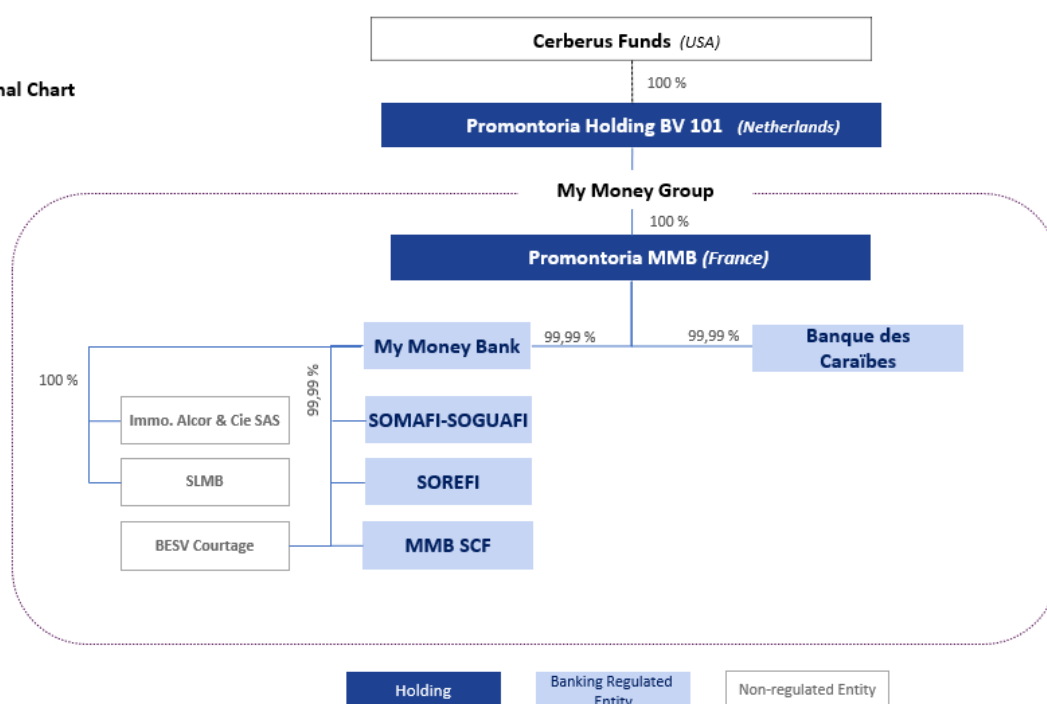 Cerberus Funds (USA)
nal Chart
100 %
Promontoria Holding BV 101 (Netherlands)
My Money Group
100 %
Promontoria MMB (France)
My Money Bank
99,99 %
99,99 %
Banque des
Caraïbes
100 %
99,99 %
Immo. Alcor & Cie SAS
SOMAFI-SOGUAFI
SLMB
SOREFI
BESV Courtage
MMB SCF
Holding
Banking Regulated
Entity
Non-regulated Entity